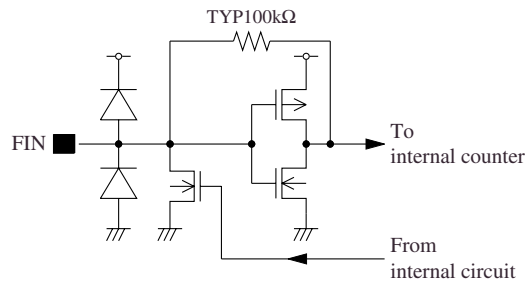 TYP100kΩ
FIN
To
internal counter
From
internal circuit